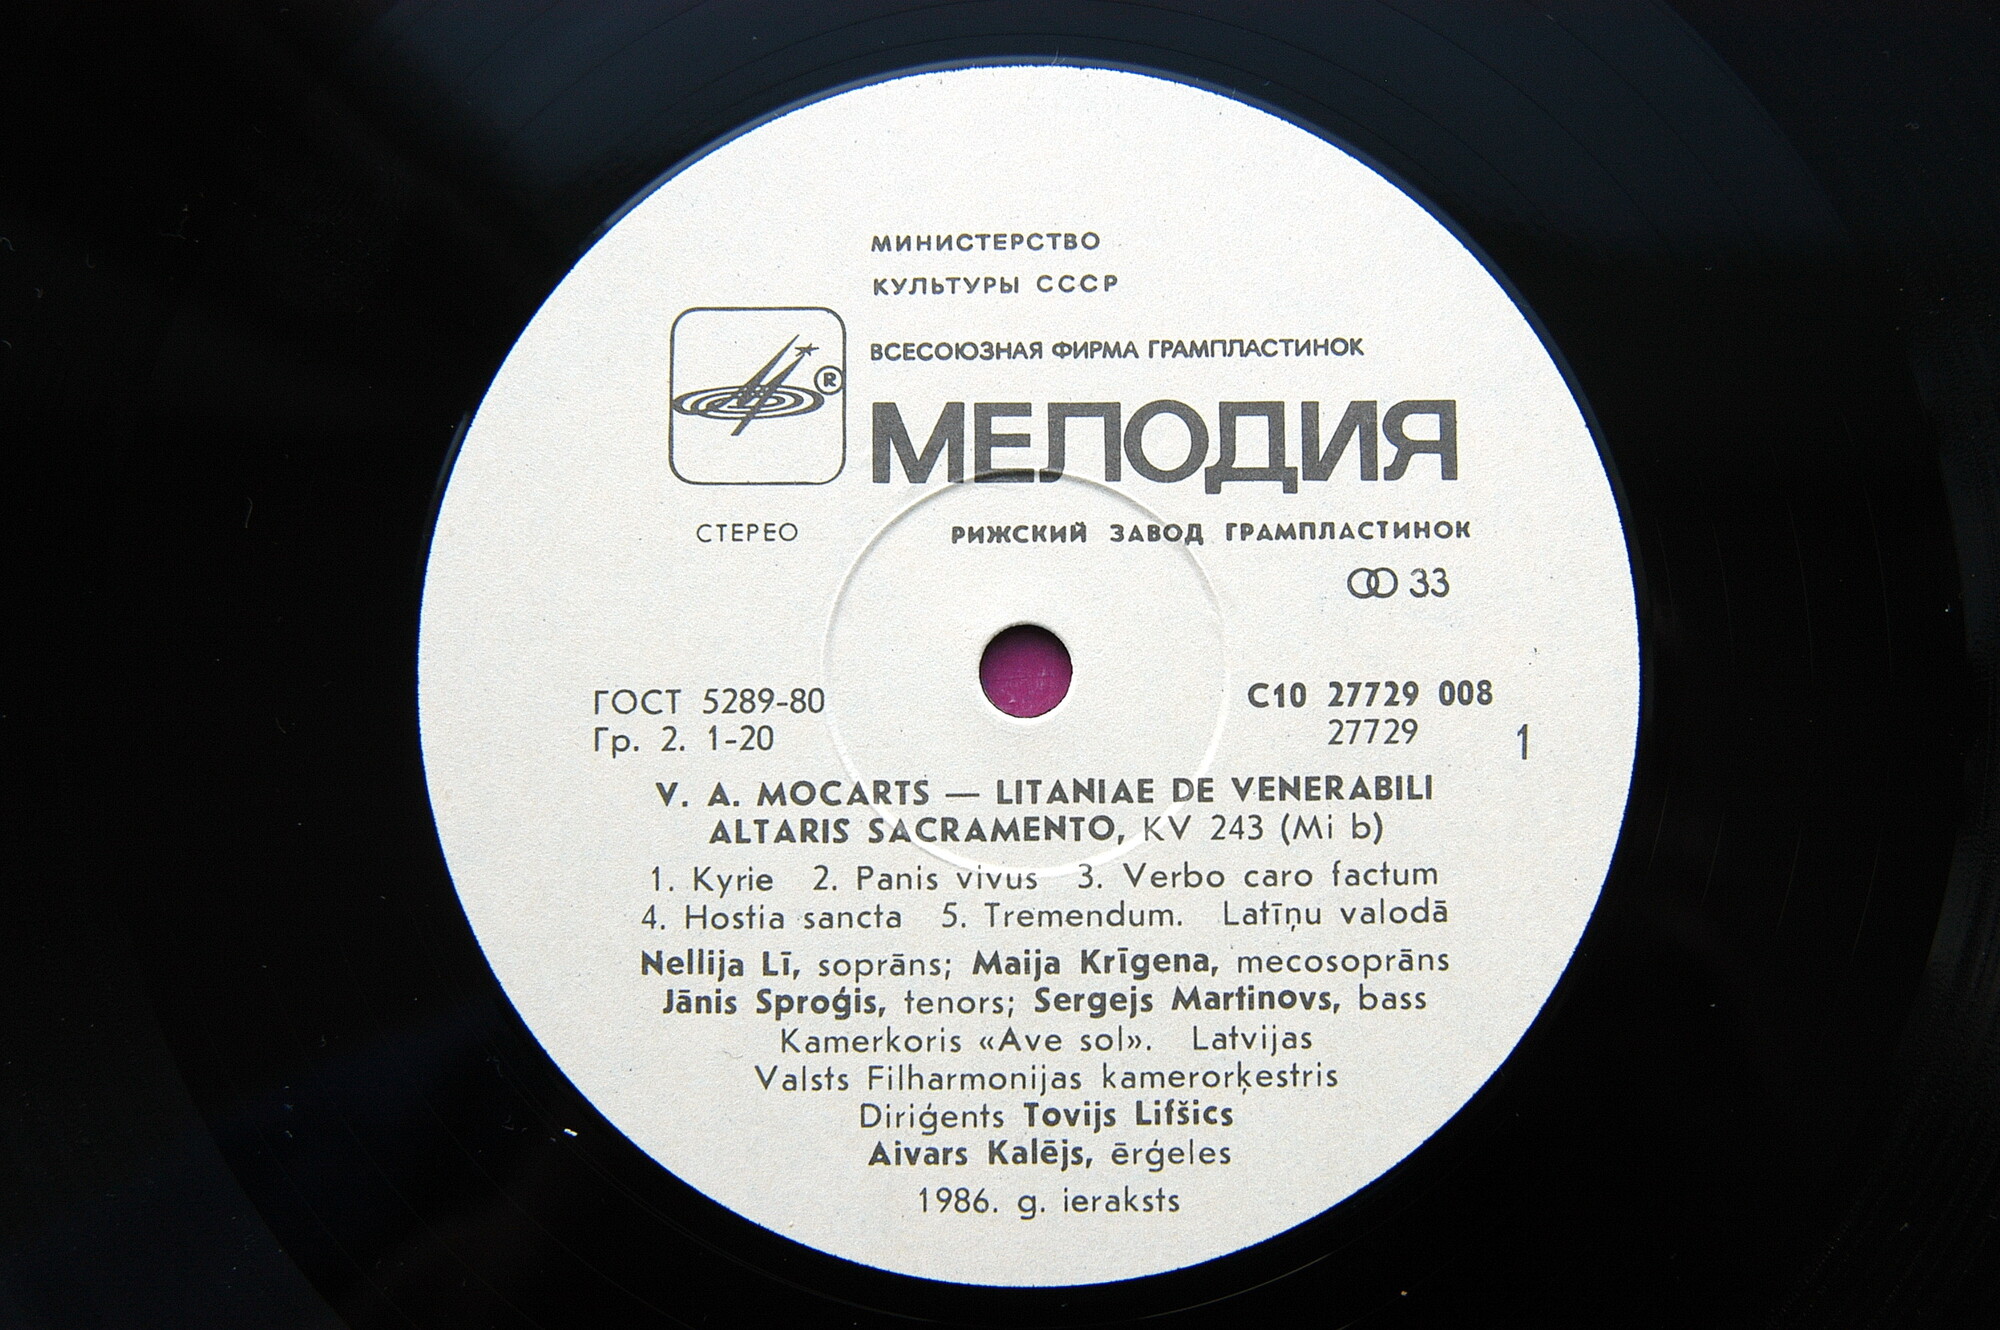 МИНИСТЕРСТВО
КУЛЬТУРЫ СССР
ВСЕСОЮЗНАЯ ФИРМА ГРАМПЛАСТИНОК
®
МЕЛОДИЯ
СТЕРЕО
РИЖСКИЙ ЗАВОД ГРАМПЛАСТИНОК
33
ГОСТ 5289-80
Гр. 2. 1-20
С10 27729 008
27729
1
V. A. MOCARTS — LITANIAE DE VENERABILI
ALTARIS SACRAMENTO, KV 243 (Mi b)
1. Kyrie 2. Panis vivus 3. Verbo caro factum
4. Hostia sancta 5. Tremendum. Latīņu valodā
Nellija Lī, soprāns; Maija Krīgena, mecosoprāns
Jānis Sproģis, tenors; Sergejs Martinovs, bass
Kamerkoris «Ave sol». Latvijas
Valsts Filharmonijas kamerorķestris
Diriģents Tovijs Lifšics
Aivars Kalējs, ērģeles
1986. g. ieraksts